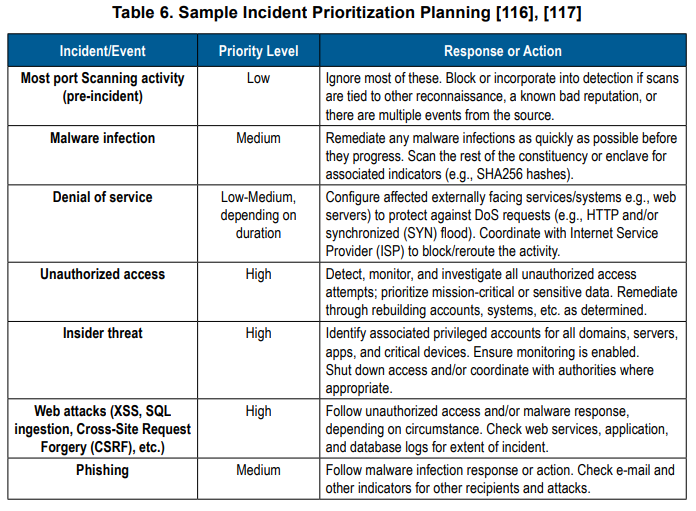 Table 6. Sample Incident Prioritization Planning [116], [117]
Incident/Event Priority Level Response or Action
Most port Scanning activity
(pre-incident)
Low
Ignore most of these. Block or incorporate into detection if scans
are tied to other reconnaissance, a known bad reputation, or
there are multiple events from the source.
Malware infection
Medium
Remediate any malware infections as quickly as possible before
they progress. Scan the rest of the constituency or enclave for
associated indicators (e.g., SHA256 hashes).
Denial of service
Low-Medium,
depending on
duration
Configure affected externally facing services/systems e.g., web
servers) to protect against DoS requests (e.g., HTTP and/or
synchronized (SYN) flood). Coordinate with Internet Service
Provider (ISP) to block/reroute the activity.
Unauthorized access
High
Detect, monitor, and investigate all unauthorized access
attempts; prioritize mission-critical or sensitive data. Remediate
through rebuilding accounts, systems, etc. as determined.
Insider threat
High
Identify associated privileged accounts for all domains, servers,
apps, and critical devices. Ensure monitoring is enabled.
Shut down access and/or coordinate with authorities where
appropriate.
Web attacks (XSS, SQL
ingestion, Cross-Site Request
Forgery (CSRF), etc.)
High
Follow unauthorized access and/or malware response,
depending on circumstance. Check web services, application,
and database logs for extent of incident.
Phishing
Medium
Follow malware infection response or action. Check e-mail and
other indicators for other recipients and attacks.